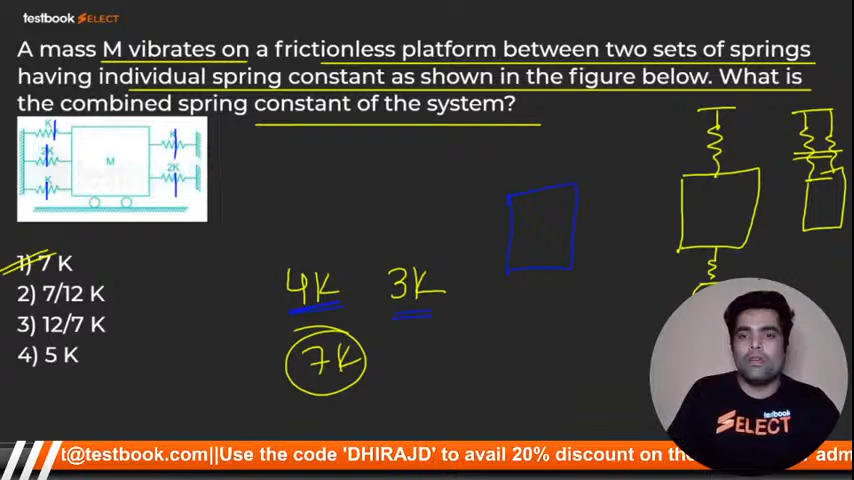 testbook SELECT
A mass M vibrates on a frictionless platform between two sets of springs
having individual spring constant as shown in the figure below. What is
the combined spring constant of the system?
K
2K
K
M
K
2K
1) 7 K
2) 7/12 K
3) 12/7 K
4) 5 K
4K 3K
7K
testbook
SELECT
t@testbook.com||Use the code 'DHIRAJD' to avail 20% discount on the